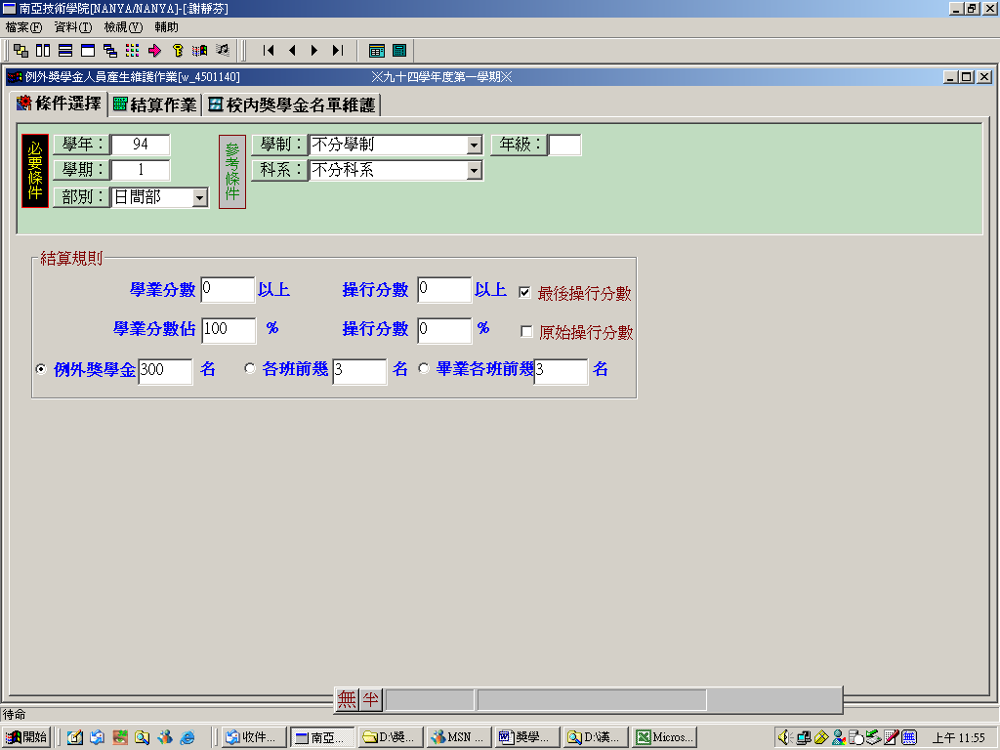 南亞技術學院[NANYA/NANYA]-[.謝靜芬]
檔案(F) 資料(T) 檢視(V) 輔助
例外獎學金人員產生維護作業[w_4501140] ※九十四學年度第一學期※
條件選擇 結算作業 校內獎學金名單維護
必要條件 學年： 94 參考條件 學制： 不分學制 年級：
學期： 1 科系： 不分科系
部別： 日間部
結算規則
學業分數 0 以上 操行分數 0 以上 最後操行分數
學業分數佔 100 % 操行分數 0 % 原始操行分數
例外獎學金 300 名 各班前幾 3 名 畢業各班前幾 3 名
無 半
待命
開始 收件... 南亞... D:\獎... MSN ... 獎學... D:\漢... Micros... 無 上午 11:55